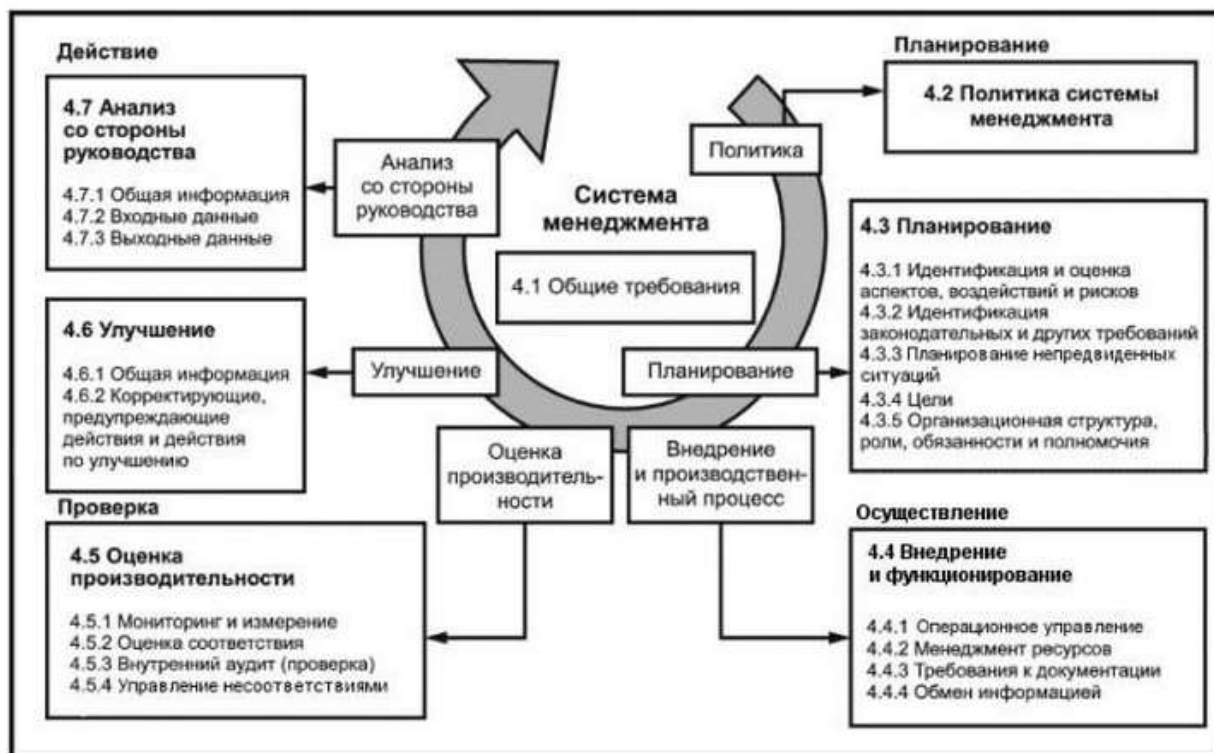 Действие
4.7 Анализ
со стороны
руководства
4.7.1 Общая информация
4.7.2 Входные данные
4.7.3 Выходные данные
4.6 Улучшение
4.6.1 Общая информация
4.6.2 Корректирующие,
предупреждающие
действия и действия
по улучшению
Проверка
4.5 Оценка
производительности
4.5.1 Мониторинг и измерение
4.5.2 Оценка соответствия
4.5.3 Внутренний аудит (проверка)
4.5.4 Управление несоответствиями
Анализ
со стороны
руководства
Улучшение
Оценка
производитель-
ности
Система
менеджмента
4.1 Общие требования
Политика
Планирование
Внедрение
и производствен-
ный процесс
Планирование
4.2 Политика системы
менеджмента
4.3 Планирование
4.3.1 Идентификация и оценка
аспектов, воздействий и рисков
4.3.2 Идентификация
законодательных и других требований
4.3.3 Планирование непредвиденных
ситуаций
4.3.4 Цели
4.3.5 Организационная структура,
роли, обязанности и полномочия
Осуществление
4.4 Внедрение
и функционирование
4.4.1 Операционное управление
4.4.2 Менеджмент ресурсов
4.4.3 Требования к документации
4.4.4 Обмен информацией